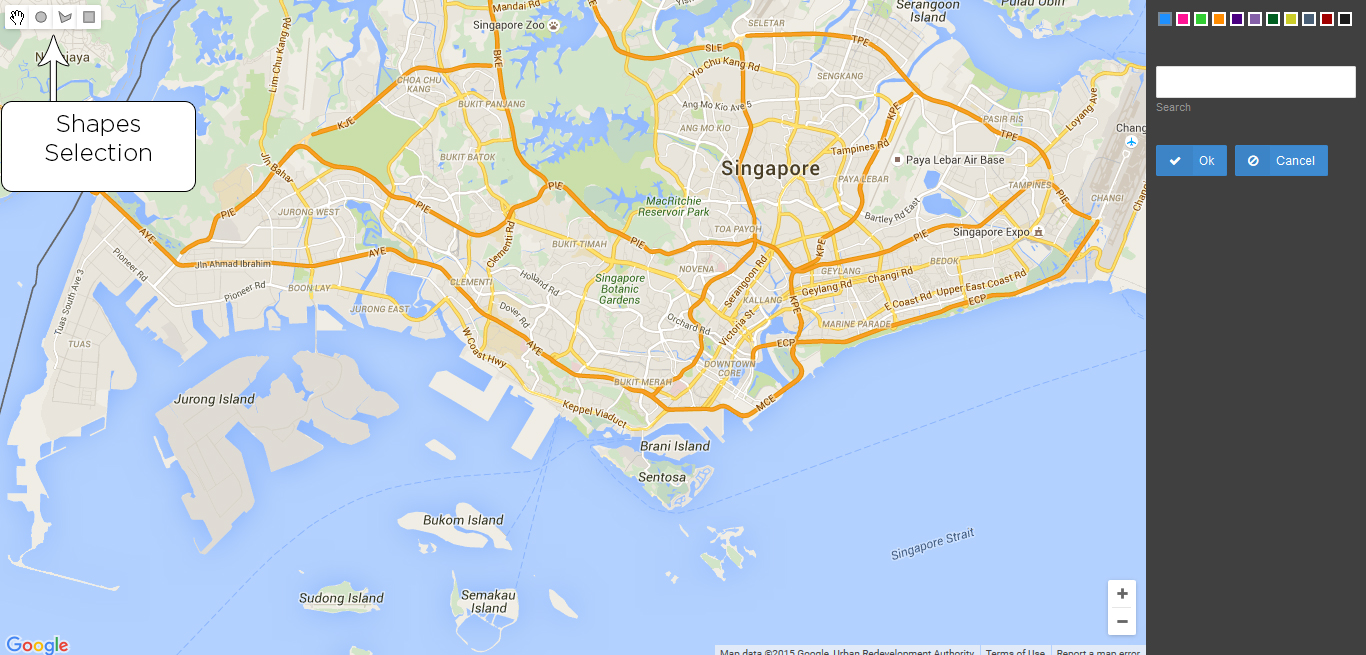 Mandai Rd
Serangoon
Island
Pulau Ubin
Singapore Zoo
SELETAR
SLE
TPE
Yio Chu Kang Rd
BKE
Lim Chu Kang Rd
CHOA CHU
KANG
SENGKANG
BUKIT PANJANG
Ang Mo Kio Ave 5
KPE
Loyang Ave
Search
Shapes
Selection
KJE
ANG MO KIO
PASIR RIS
TPE
Tampines Rd
Jln Bahar
BUKIT BATOK
Singapore
Paya Lebar Air Base
Ok
Cancel
PIE
PAYA LEBAR
TAMPINES
PIE
CHANGI
MacRitchie
Reservoir Park
JURONG WEST
PIE
PIE
Bartley Rd East
TOA PAYOH
Singapore Expo
AYE
Clementi Rd
BUKIT TIMAH
PIE
KPE
PIE
AYE
Pioneer Rd
Jln Ahmad Ibrahim
NOVENA
BEDOK
GEYLANG
Changi Rd
CLEMENTI
Holland Rd
Singapore
Botanic
Gardens
Serangoon Rd
Geylang Rd
Upper East Coast Rd
Pioneer Rd
BOON LAY
KALLANG
KPE
E Coast Rd
ECP
Tuas South Ave 3
JURONG EAST
Dover Rd
Orchard Rd
Victoria St
MARINE PARADE
TUAS
W Coast Hwy
AYE
ECP
DOWNTOWN
CORE
BUKIT MERAH
Jurong Island
Keppel Viaduct
MCE
Brani Island
Sentosa
Bukom Island
Singapore Strait
Sudong Island
Semakau
Island
Google
Map data ©2015 Google, Urban Redevelopment Authority
Terms of Use
Report a map error